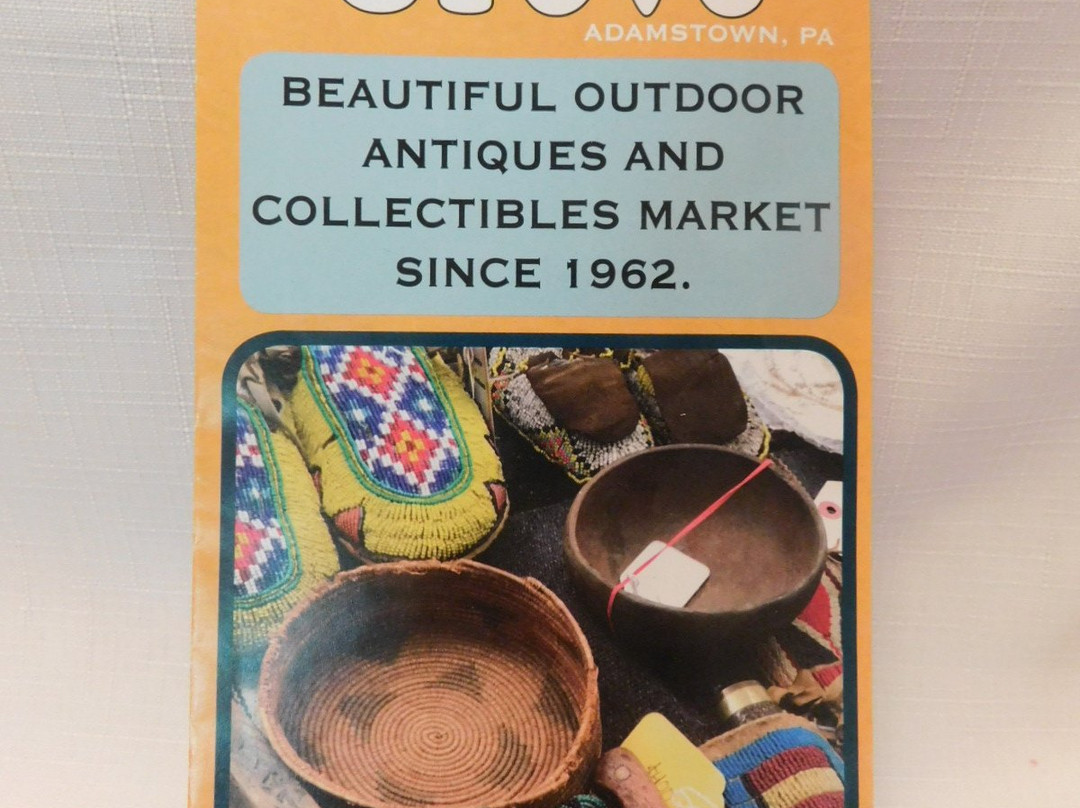 ADAMSTOWN, PA
BEAUTIFUL OUTDOOR
ANTIQUES AND
COLLECTIBLES MARKET
SINCE 1962.